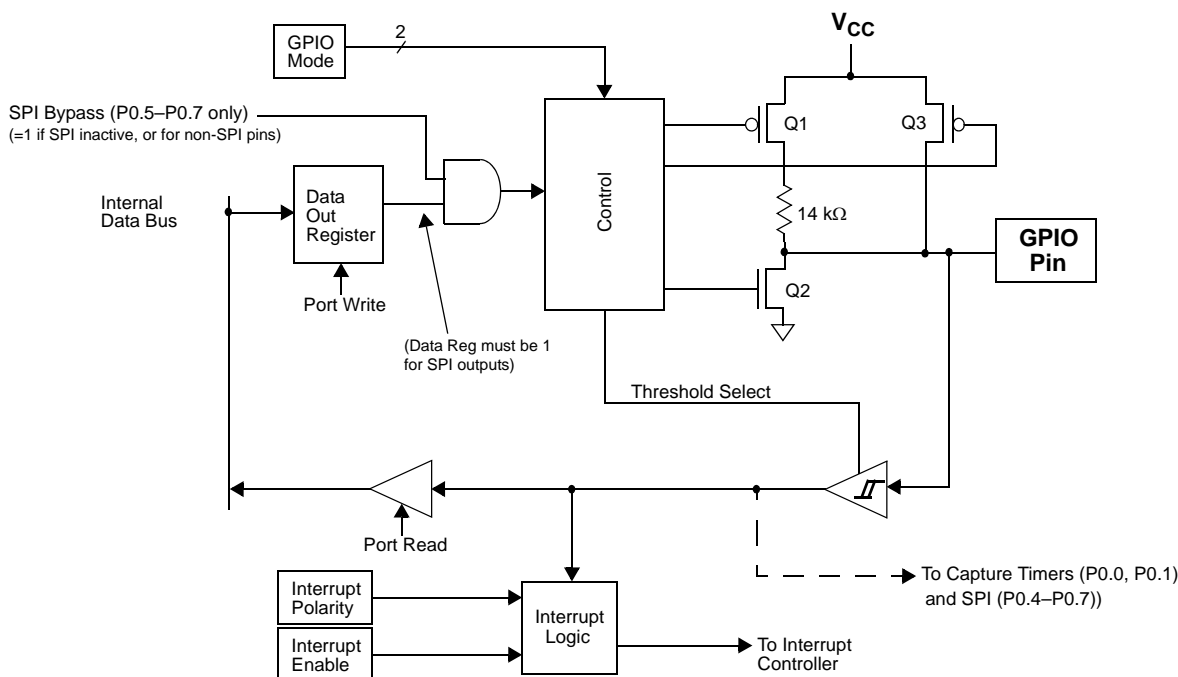 GPIO
Mode
2
VCC
SPI Bypass (P0.5–P0.7 only)
(=1 if SPI inactive, or for non-SPI pins)
Q1
Q3
Internal
Data Bus
Data
Out
Register
Control
14 kΩ
GPIO
Pin
Port Write
Q2
(Data Reg must be 1
for SPI outputs)
Threshold Select
Port Read
To Capture Timers (P0.0, P0.1)
and SPI (P0.4–P0.7))
Interrupt
Polarity
Interrupt
Logic
Interrupt
Enable
To Interrupt
Controller